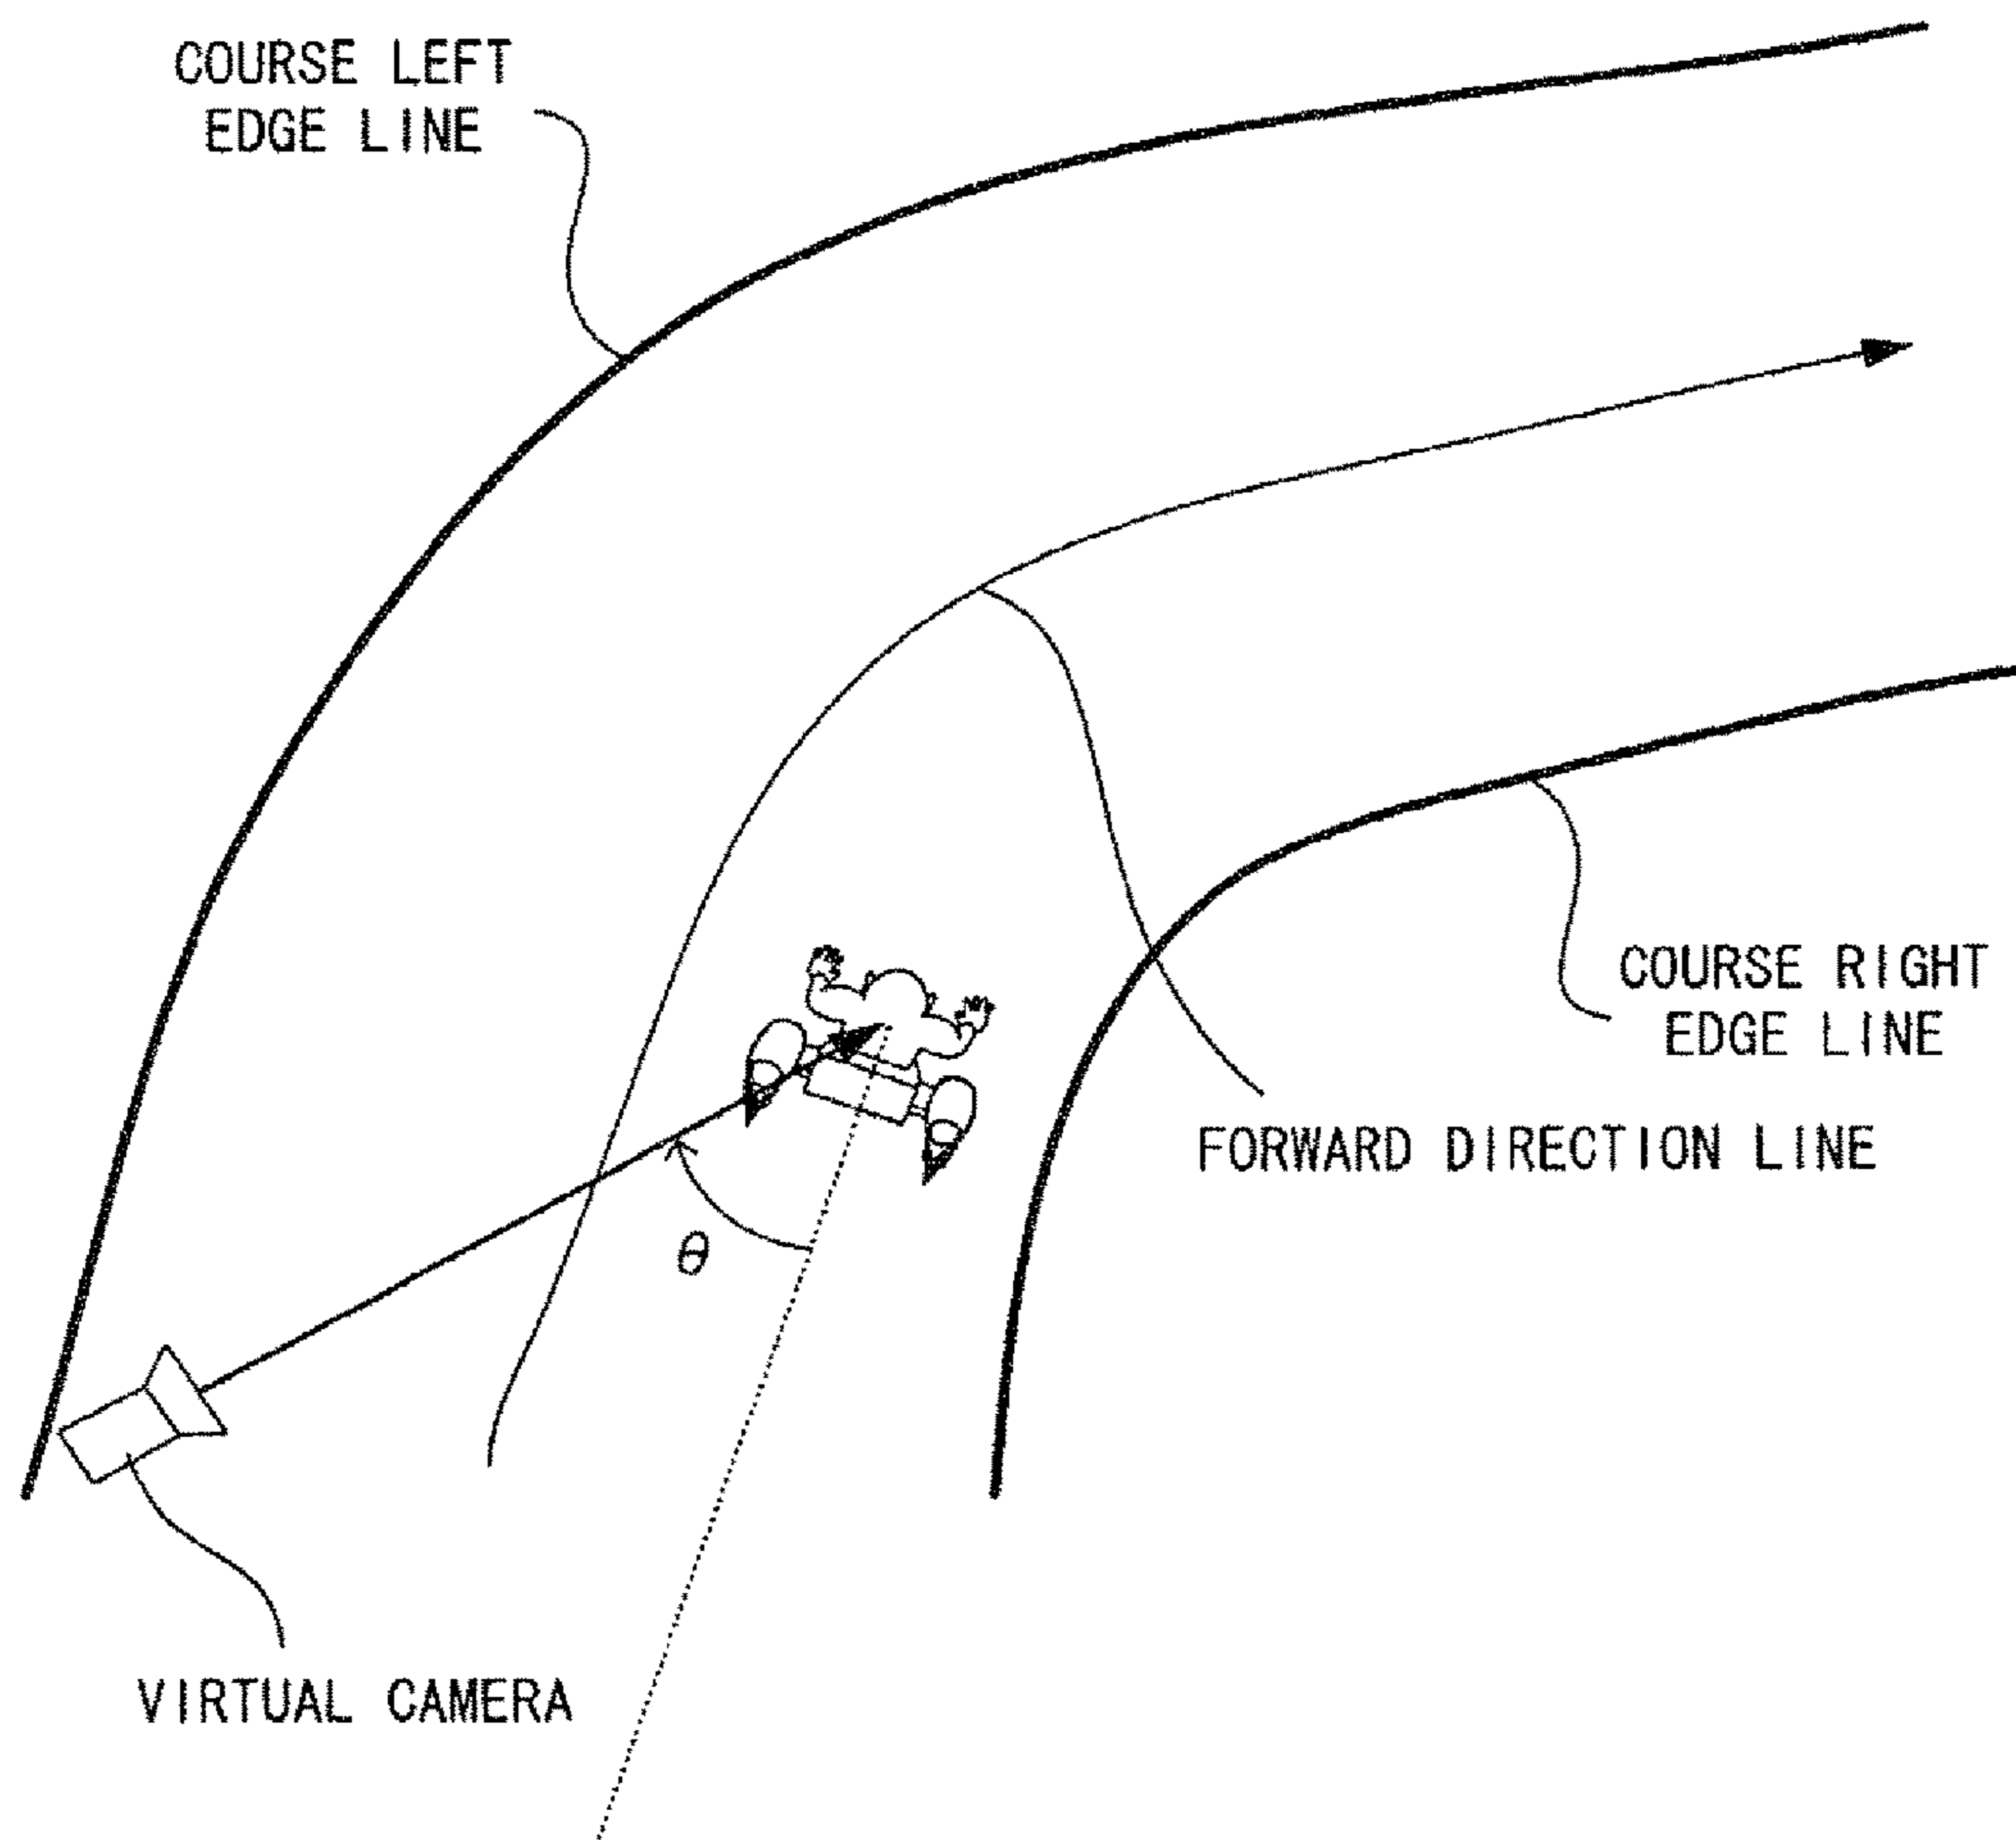 COURSE LEFT
EDGE LINE
COURSE RIGHT
EDGE LINE
FORWARD DIRECTION LINE
θ
VIRTUAL CAMERA